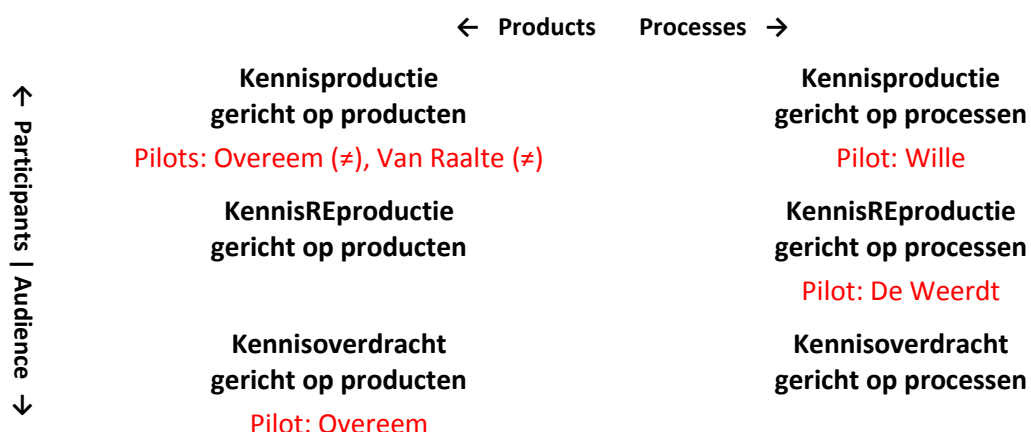 ← Products Processes →
← Participants | Audience →
Kennisproductie
gericht op producten
Pilots: Overeem (≠), Van Raalte (≠)
Kennisproductie
gericht op processen
Pilot: Wille
KennisREproductie
gericht op producten
KennisREproductie
gericht op processen
Pilot: De Weerdt
Kennisoverdracht
gericht op producten
Pilot: Overeem
Kennisoverdracht
gericht op processen